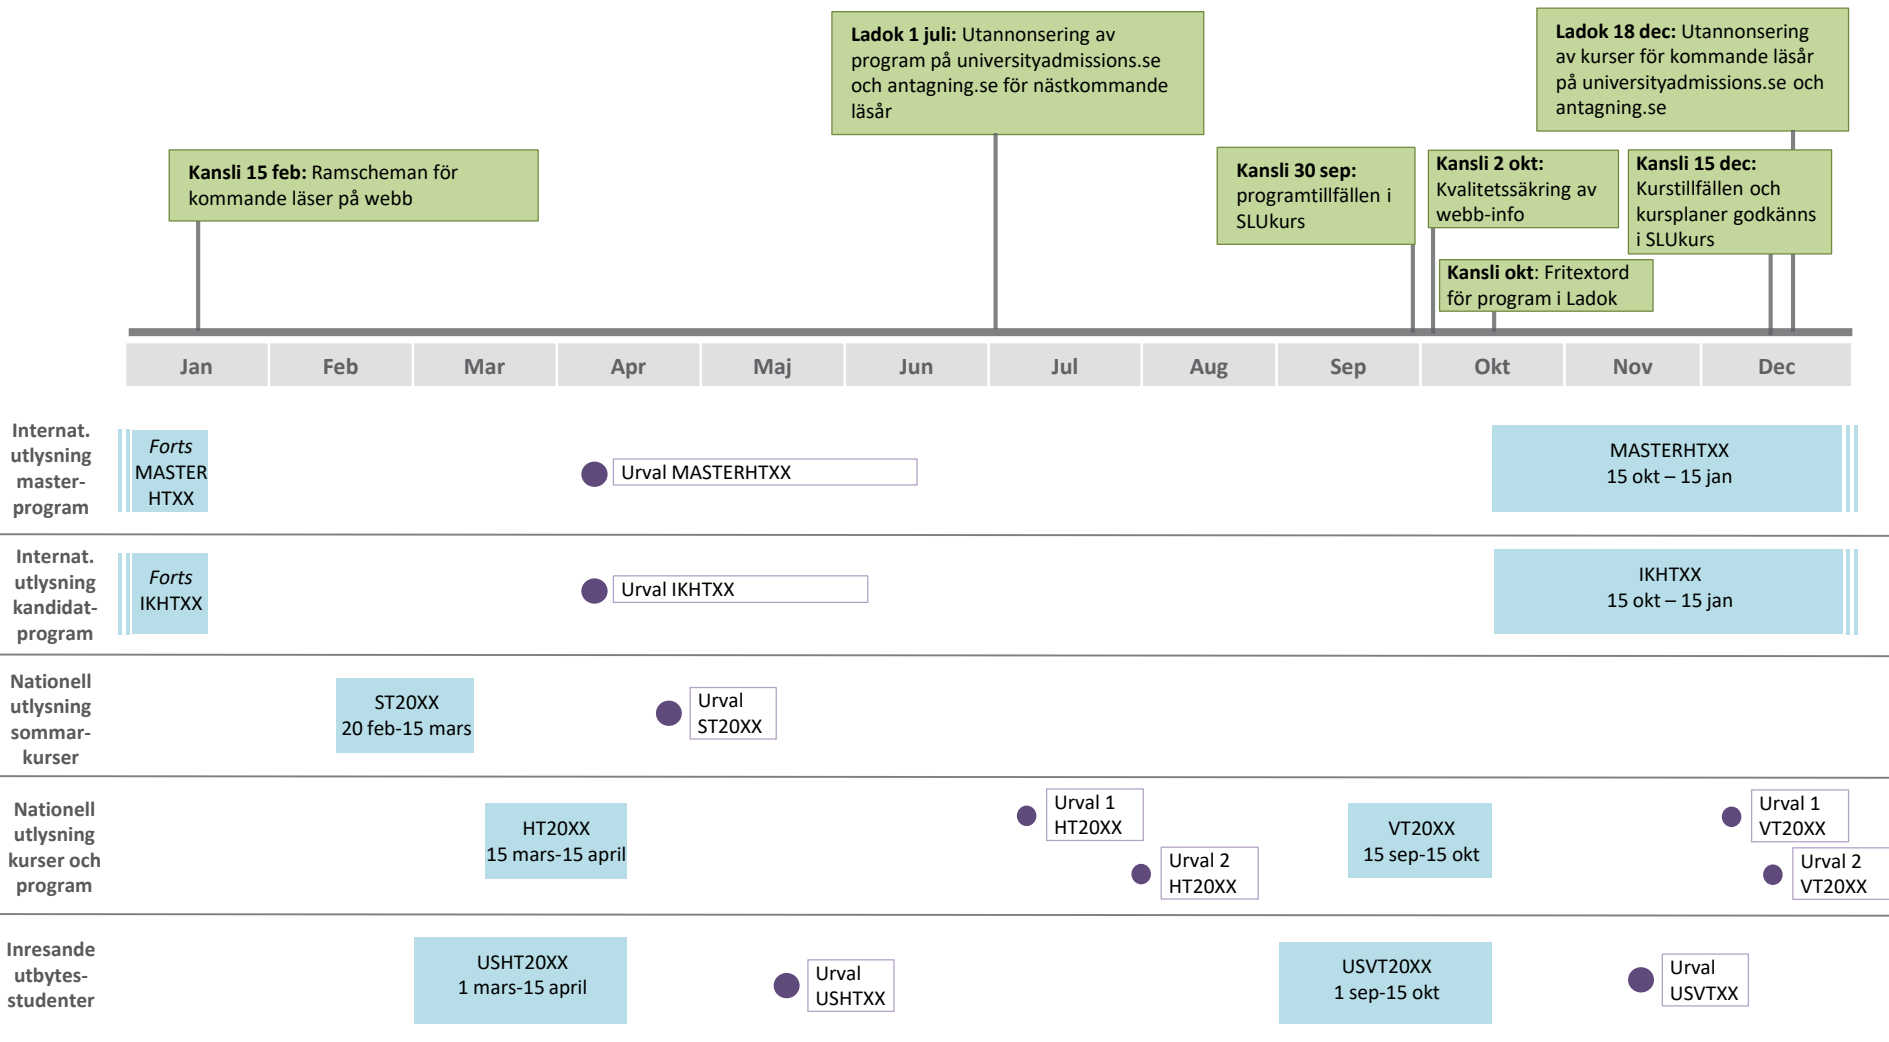 Ladok 1 juli: Utannonsering av
program på universityadmissions.se
och antagning.se för nästkommande
läsår
Ladok 18 dec: Utannonsering
av kurser för kommande läsår
på universityadmissions.se och
antagning.se
Kansli 15 feb: Ramscheman för
kommande läser på webb
Kansli 30 sep:
programtillfällen i
SLUkurs
Kansli 2 okt:
Kvalitetssäkring av
webb-info
Kansli 15 dec:
Kurstillfällen och
kursplaner godkänns
i SLUkurs
Kansli okt: Fritextord
för program i Ladok
Jan Feb Mar Apr Maj Jun Jul Aug Sep Okt Nov Dec
Internat.
utlysning
master-
program
Forts
MASTER
HTXX
Urval MASTERHTXX
MASTERHTXX
15 okt – 15 jan
Internat.
utlysning
kandidat-
program
Forts
IKHTXX
Urval IKHTXX
IKHTXX
15 okt – 15 jan
Nationell
utlysning
sommar-
kurser
ST20XX
20 feb-15 mars
Urval
ST20XX
Nationell
utlysning
kurser och
program
HT20XX
15 mars-15 april
Urval 1
HT20XX
Urval 2
HT20XX
VT20XX
15 sep-15 okt
Urval 1
VT20XX
Urval 2
VT20XX
Inresande
utbytes-
studenter
USHT20XX
1 mars-15 april
Urval
USHTXX
USVT20XX
1 sep-15 okt
Urval
USVTXX